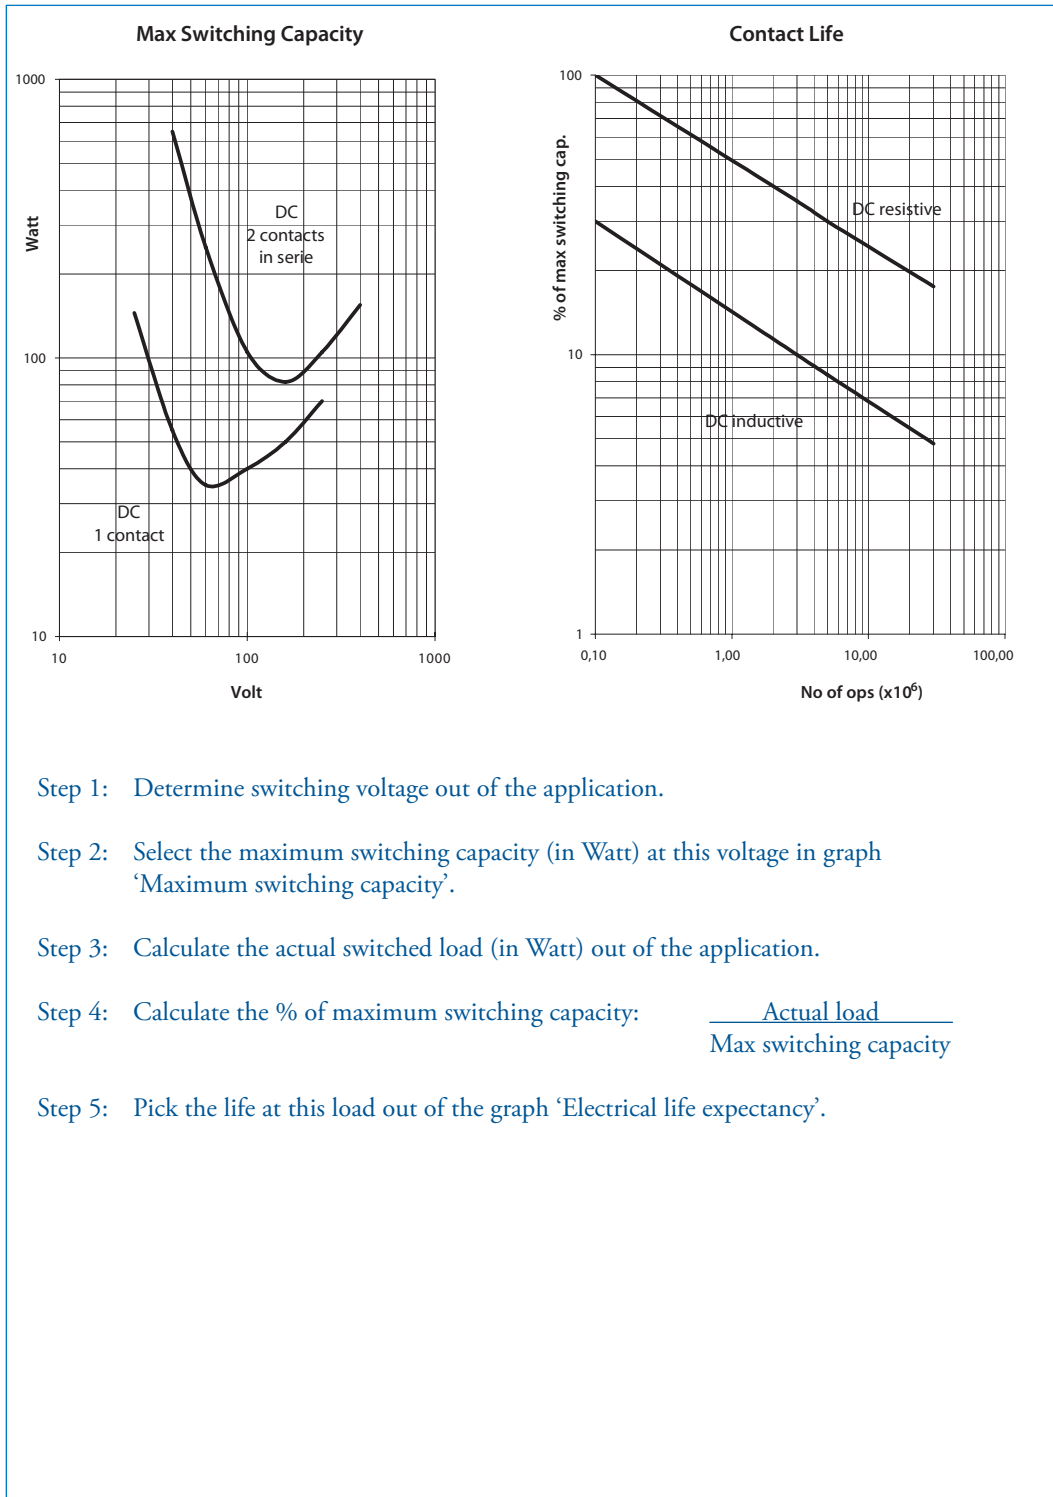 Max Switching Capacity
1000
100
10
Watt
DC
2 contacts
in serie
DC
1 contact
10
100
1000
Volt
Contact Life
100
10
1
% of max switching cap.
DC resistive
DC inductive
0,10
1,00
10,00
100,00
No of ops (x10⁶)
Step 1: Determine switching voltage out of the application.
Step 2: Select the maximum switching capacity (in Watt) at this voltage in graph
‘Maximum switching capacity’.
Step 3: Calculate the actual switched load (in Watt) out of the application.
Step 4: Calculate the % of maximum switching capacity: Actual load
Max switching capacity
Step 5: Pick the life at this load out of the graph ‘Electrical life expectancy’.